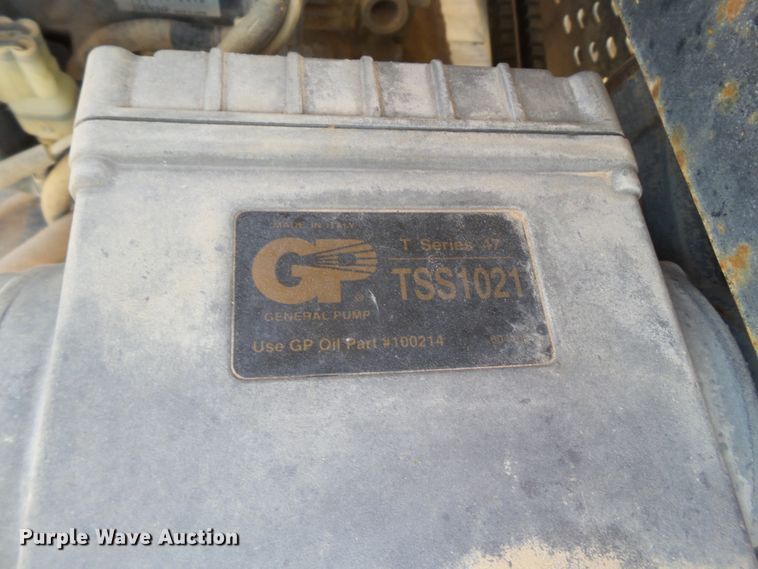 MADE IN ITALY
GP®
GENERAL PUMP
T Series 47
TSS1021
Use GP Oil Part #100214
Purple Wave Auction